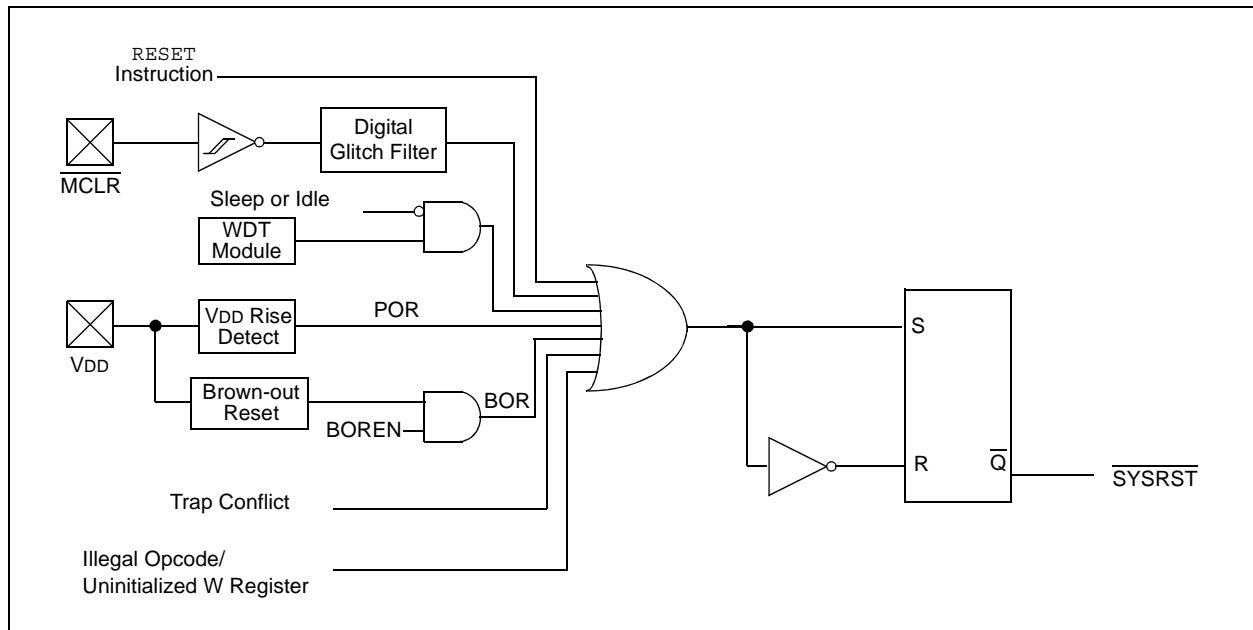 RESET
Instruction
Digital
Glitch Filter
MCLR
Sleep or Idle
WDT
Module
VDD Rise
Detect
POR
VDD
Brown-out
Reset
BOR
BOREN
S
R
Q
SYSRST
Trap Conflict
Illegal Opcode/
Uninitialized W Register